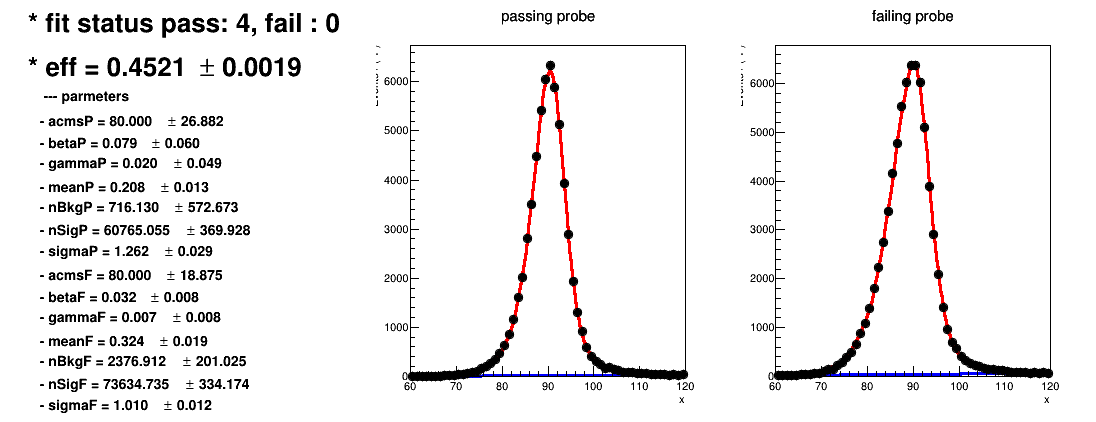 * fit status pass: 4, fail : 0
* eff = 0.4521 ± 0.0019
--- parmeters
- acmsP = 80.000 ± 26.882
- betaP = 0.079 ± 0.060
- gammaP = 0.020 ± 0.049
- meanP = 0.208 ± 0.013
- nBkgP = 716.130 ± 572.673
- nSigP = 60765.055 ± 369.928
- sigmaP = 1.262 ± 0.029
- acmsF = 80.000 ± 18.875
- betaF = 0.032 ± 0.008
- gammaF = 0.007 ± 0.008
- meanF = 0.324 ± 0.019
- nBkgF = 2376.912 ± 201.025
- nSigF = 73634.735 ± 334.174
- sigmaF = 1.010 ± 0.012
passing probe
6000
5000
4000
3000
2000
1000
0
60 70 80 90 100 110 120
x
failing probe
6000
5000
4000
3000
2000
1000
0
60 70 80 90 100 110 120
x